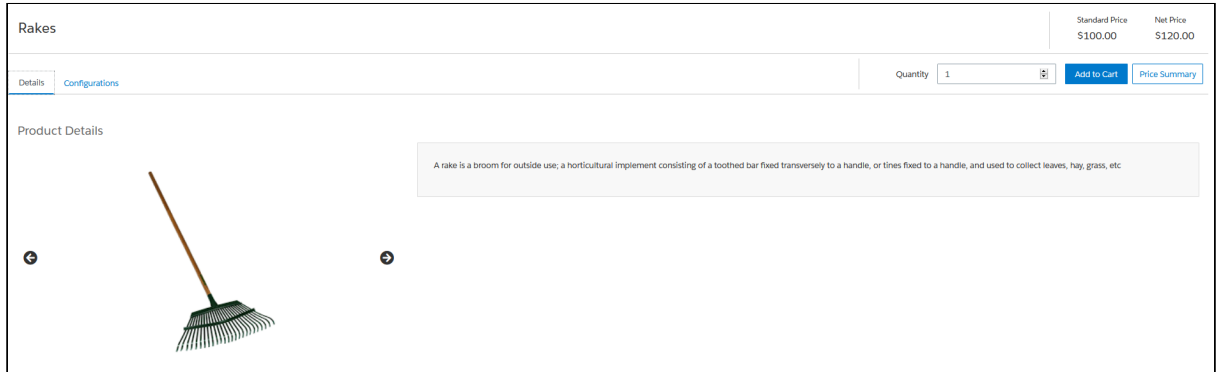 Rakes
Standard Price
Net Price
$100.00
$120.00
Details
Configurations
Quantity
1
Add to Cart
Price Summary
Product Details
A rake is a broom for outside use; a horticultural implement consisting of a toothed bar fixed transversely to a handle, or tines fixed to a handle, and used to collect leaves, hay, grass, etc